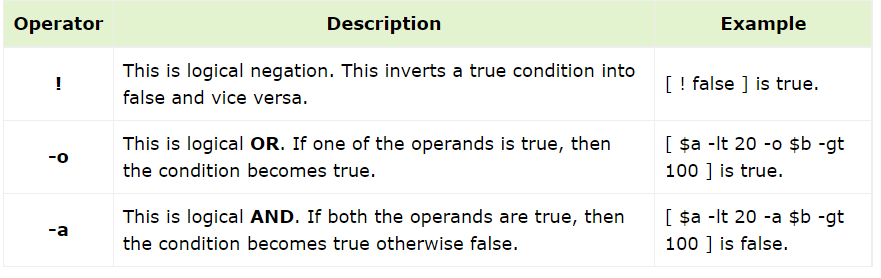 Operator Description Example
! This is logical negation. This inverts a true condition into
false and vice versa. [ ! false ] is true.
-o This is logical OR. If one of the operands is true, then
the condition becomes true. [ $a -lt 20 -o $b -gt
100 ] is true.
-a This is logical AND. If both the operands are true, then
the condition becomes true otherwise false. [ $a -lt 20 -a $b -gt
100 ] is false.